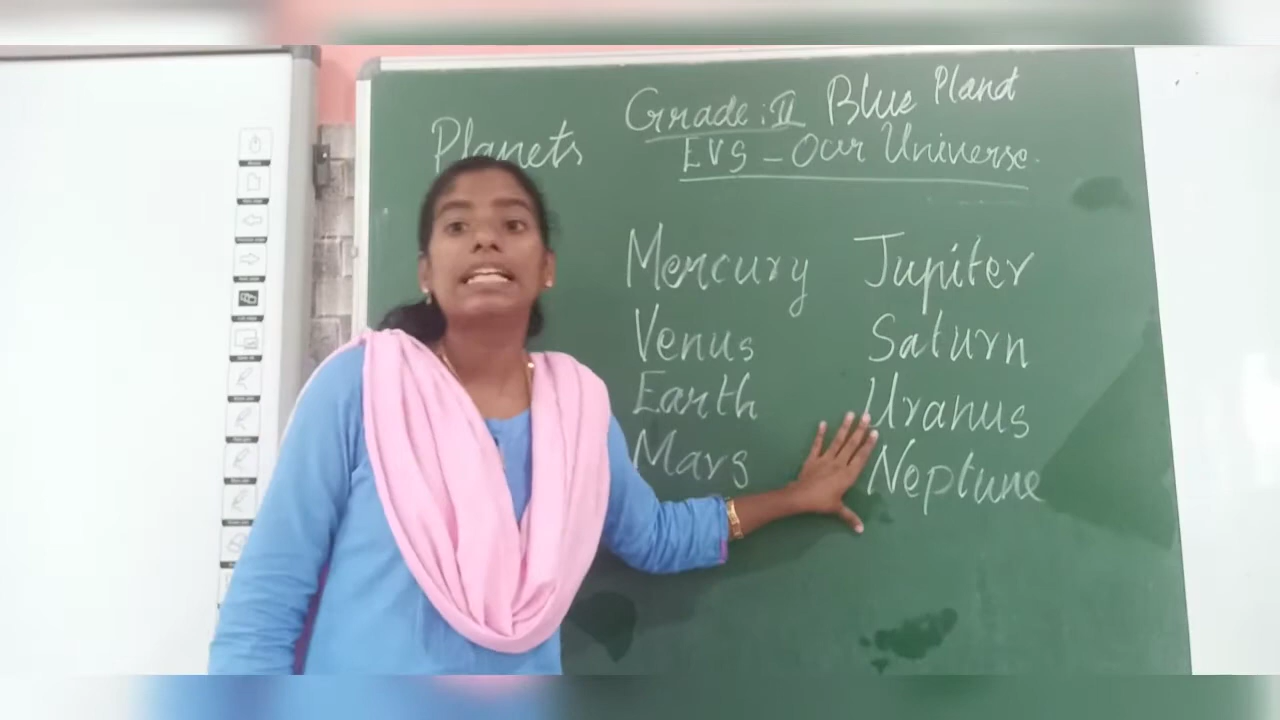 Planets
Grade : II Blue Planet
EVS - Our Universe.
Mercury
Venus
Earth
Mars
Jupiter
Saturn
Uranus
Neptune